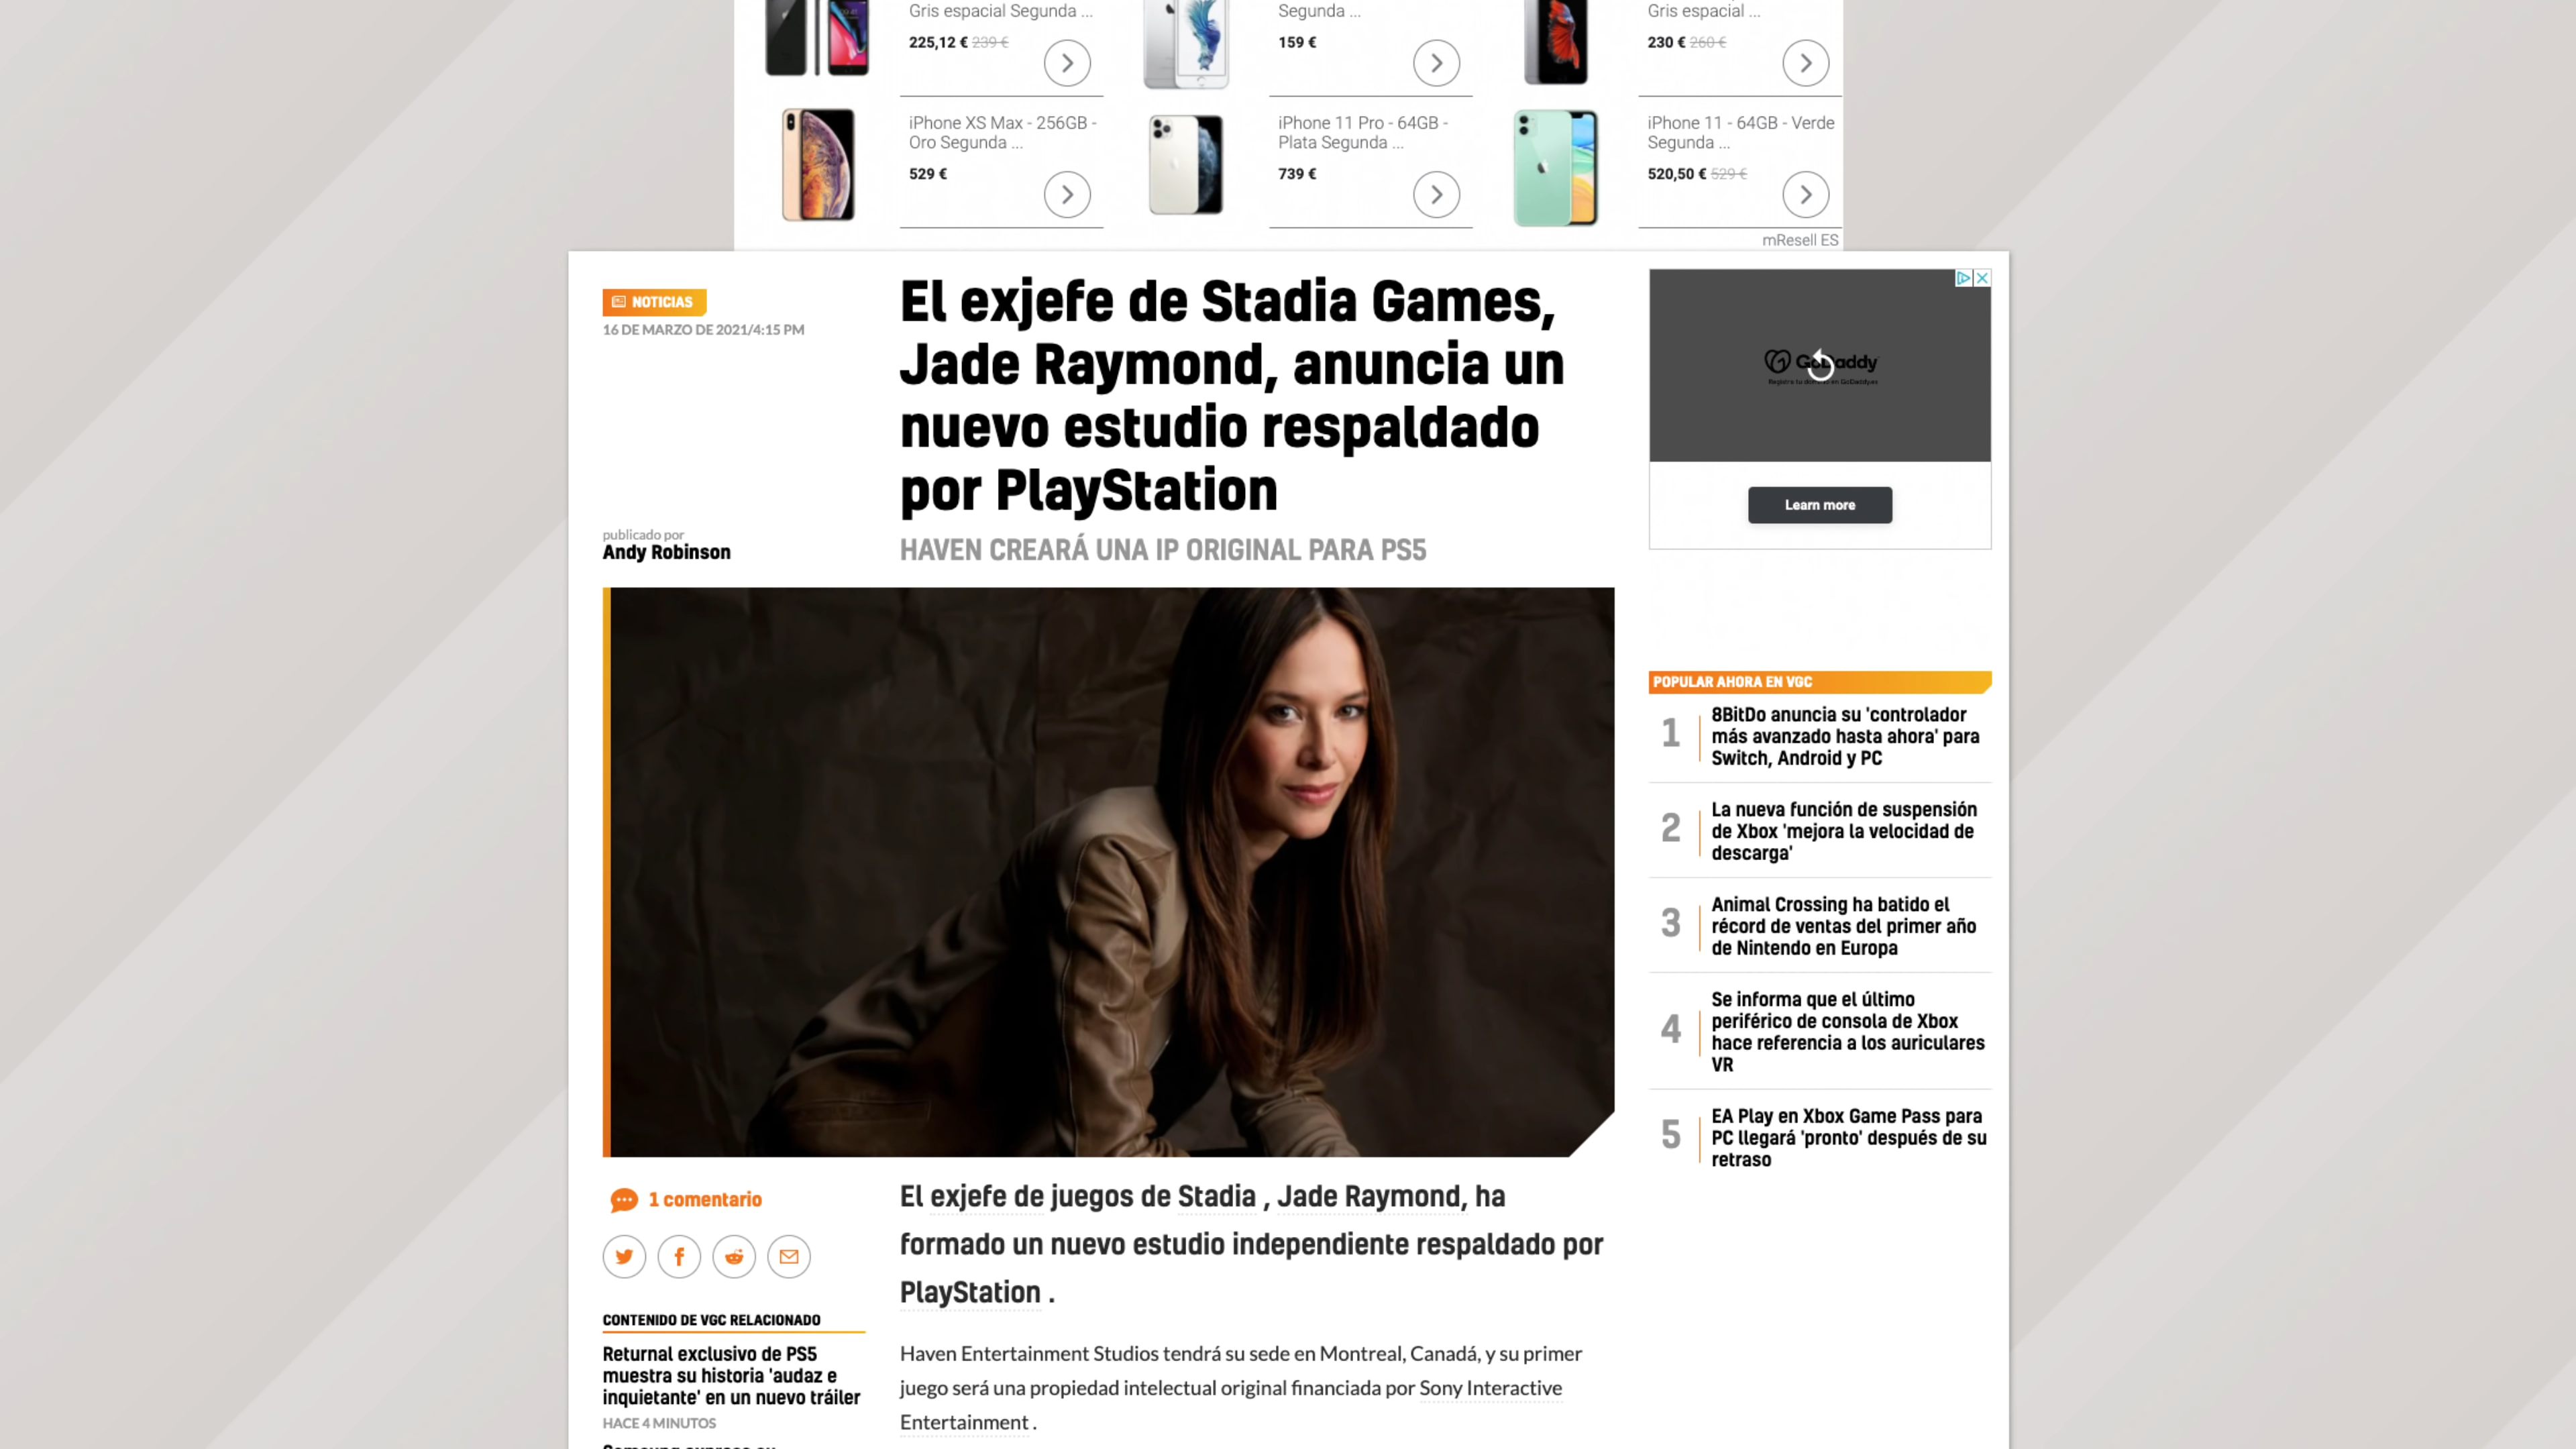 Gris espacial Segunda ...
225,12 € 239 €
Segunda ...
159 €
Gris espacial ...
230 € 260 €
iPhone XS Max - 256GB -
Oro Segunda ...
529 €
iPhone 11 Pro - 64GB -
Plata Segunda ...
739 €
iPhone 11 - 64GB - Verde
Segunda ...
520,50 € 529 €
mResell ES
NOTICIAS
16 DE MARZO DE 2021/4:15 PM
publicado por
Andy Robinson
El exjefe de Stadia Games,
Jade Raymond, anuncia un
nuevo estudio respaldado
por PlayStation
HAVEN CREARÁ UNA IP ORIGINAL PARA PS5
Learn more
POPULAR AHORA EN VGC
1
8BitDo anuncia su 'controlador
más avanzado hasta ahora' para
Switch, Android y PC
2
La nueva función de suspensión
de Xbox 'mejora la velocidad de
descarga'
3
Animal Crossing ha batido el
récord de ventas del primer año
de Nintendo en Europa
4
Se informa que el último
periférico de consola de Xbox
hace referencia a los auriculares
VR
5
EA Play en Xbox Game Pass para
PC llegará 'pronto' después de su
retraso
1 comentario
CONTENIDO DE VGC RELACIONADO
Returnal exclusivo de PS5
muestra su historia 'audaz e
inquietante' en un nuevo tráiler
HACE 4 MINUTOS
El exjefe de juegos de Stadia , Jade Raymond, ha
formado un nuevo estudio independiente respaldado por
PlayStation .
Haven Entertainment Studios tendrá su sede en Montreal, Canadá, y su primer
juego será una propiedad intelectual original financiada por Sony Interactive
Entertainment .